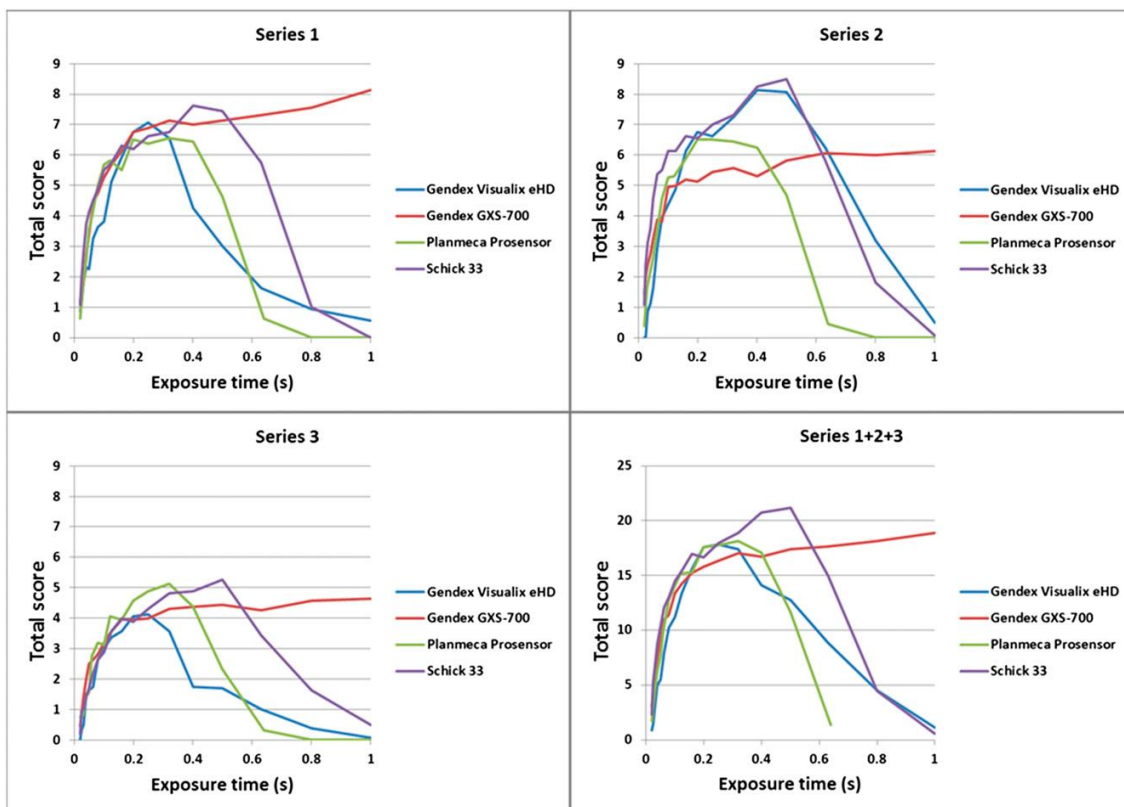 Series 1
9
8
7
6
5
4
3
2
1
0
Total score
0 0.2 0.4 0.6 0.8 1
Exposure time (s)
Gendex Visualix eHD
Gendex GXS-700
Planmeca Prosensor
Schick 33
Series 2
9
8
7
6
5
4
3
2
1
0
Total score
0 0.2 0.4 0.6 0.8 1
Exposure time (s)
Gendex Visualix eHD
Gendex GXS-700
Planmeca Prosensor
Schick 33
Series 3
9
8
7
6
5
4
3
2
1
0
Total score
0 0.2 0.4 0.6 0.8 1
Exposure time (s)
Gendex Visualix eHD
Gendex GXS-700
Planmeca Prosensor
Schick 33
Series 1+2+3
25
20
15
10
5
0
Total score
0 0.2 0.4 0.6 0.8 1
Exposure time (s)
Gendex Visualix eHD
Gendex GXS-700
Planmeca Prosensor
Schick 33